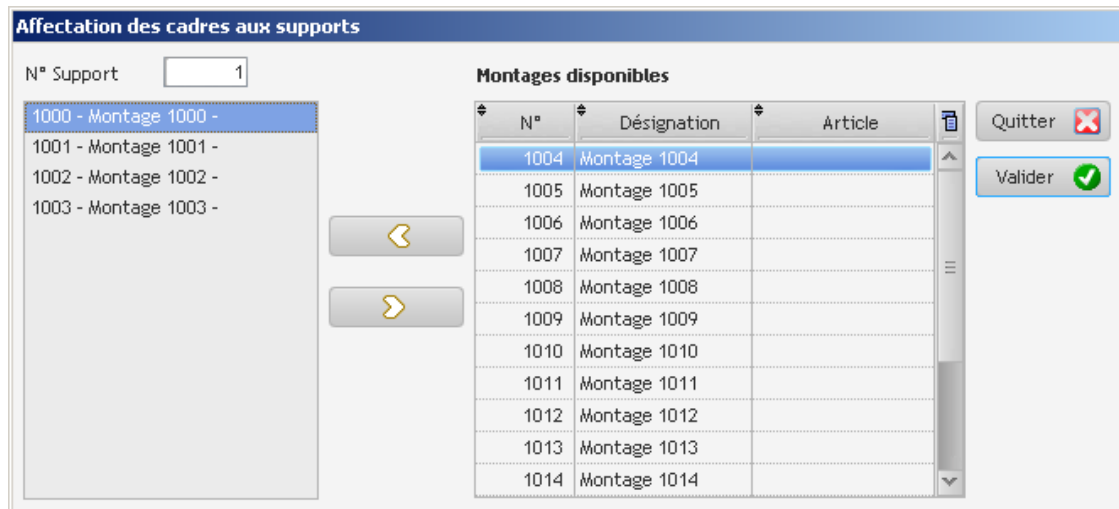 Affectation des cadres aux supports
N° Support 1
1000 - Montage 1000 -
1001 - Montage 1001 -
1002 - Montage 1002 -
1003 - Montage 1003 -
Montages disponibles
N° Désignation Article
1004 Montage 1004
1005 Montage 1005
1006 Montage 1006
1007 Montage 1007
1008 Montage 1008
1009 Montage 1009
1010 Montage 1010
1011 Montage 1011
1012 Montage 1012
1013 Montage 1013
1014 Montage 1014
Quitter
Valider